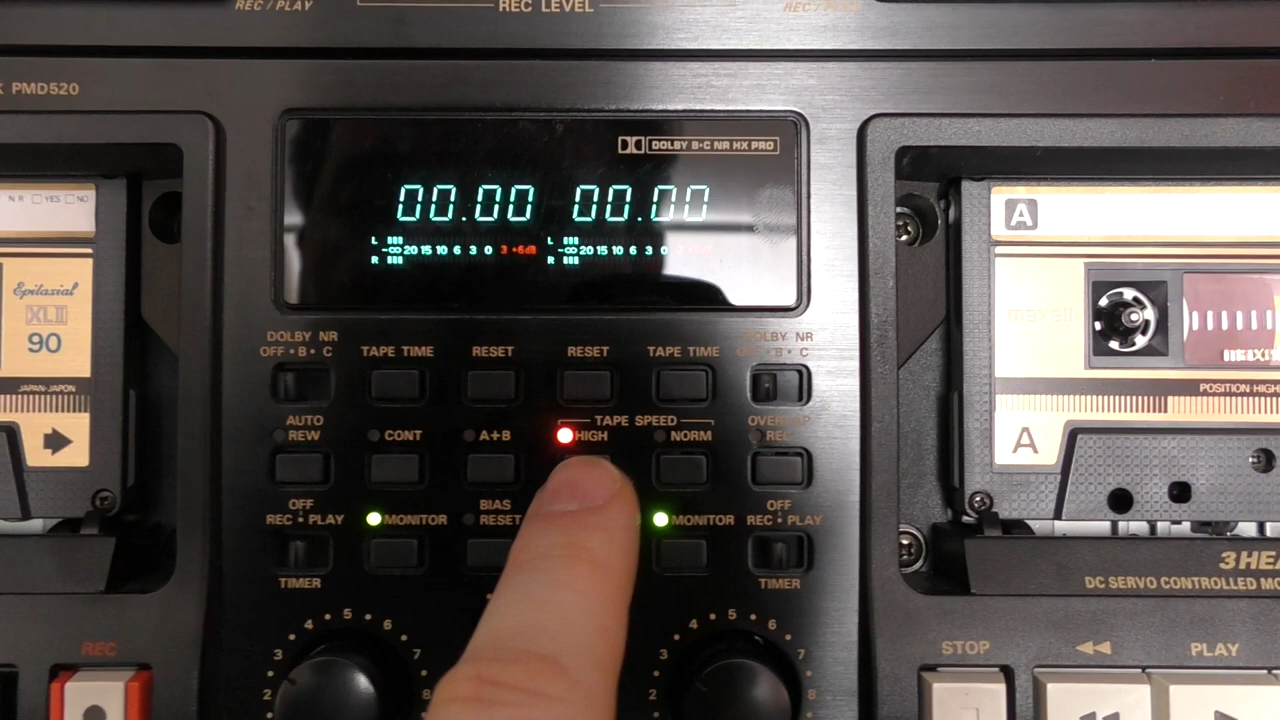 REC / PLAY
REC LEVEL
REC / PLAY
PMD520
DOLBY B•C NR HX PRO
00.00 00.00
L
-∞ 20 15 10 6 3 0 3 +6dB
R
L
-∞ 20 15 10 6 3 0
R
NR YES NO
Epitaxial
XLII
90
JAPAN-JAPON
A
maxell
POSITION·HIGH
A
DOLBY NR
OFF • B • C
TAPE TIME
RESET
RESET
TAPE TIME
DOLBY NR
OFF • B • C
AUTO
REW
CONT
A+B
TAPE SPEED
HIGH
NORM
REC
OFF
REC • PLAY
MONITOR
BIAS
RESET
MONITOR
OFF
REC • PLAY
TIMER
TIMER
2 3 4 5 6 7 8
2 3 4 5 6 7 8
REC
DC SERVO CONTROLLED
STOP
PLAY